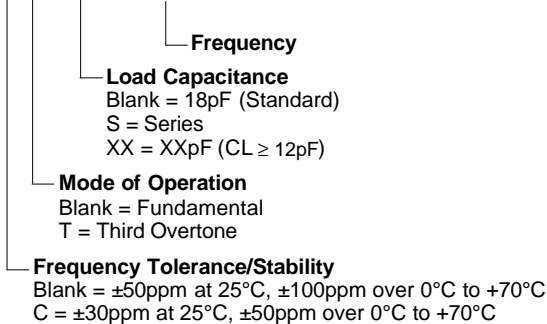 Frequency
Load Capacitance
Blank = 18pF (Standard)
S = Series
XX = XXpF (CL ≥ 12pF)
Mode of Operation
Blank = Fundamental
T = Third Overtone
Frequency Tolerance/Stability
Blank = ±50ppm at 25°C, ±100ppm over 0°C to +70°C
C = ±30ppm at 25°C, ±50ppm over 0°C to +70°C